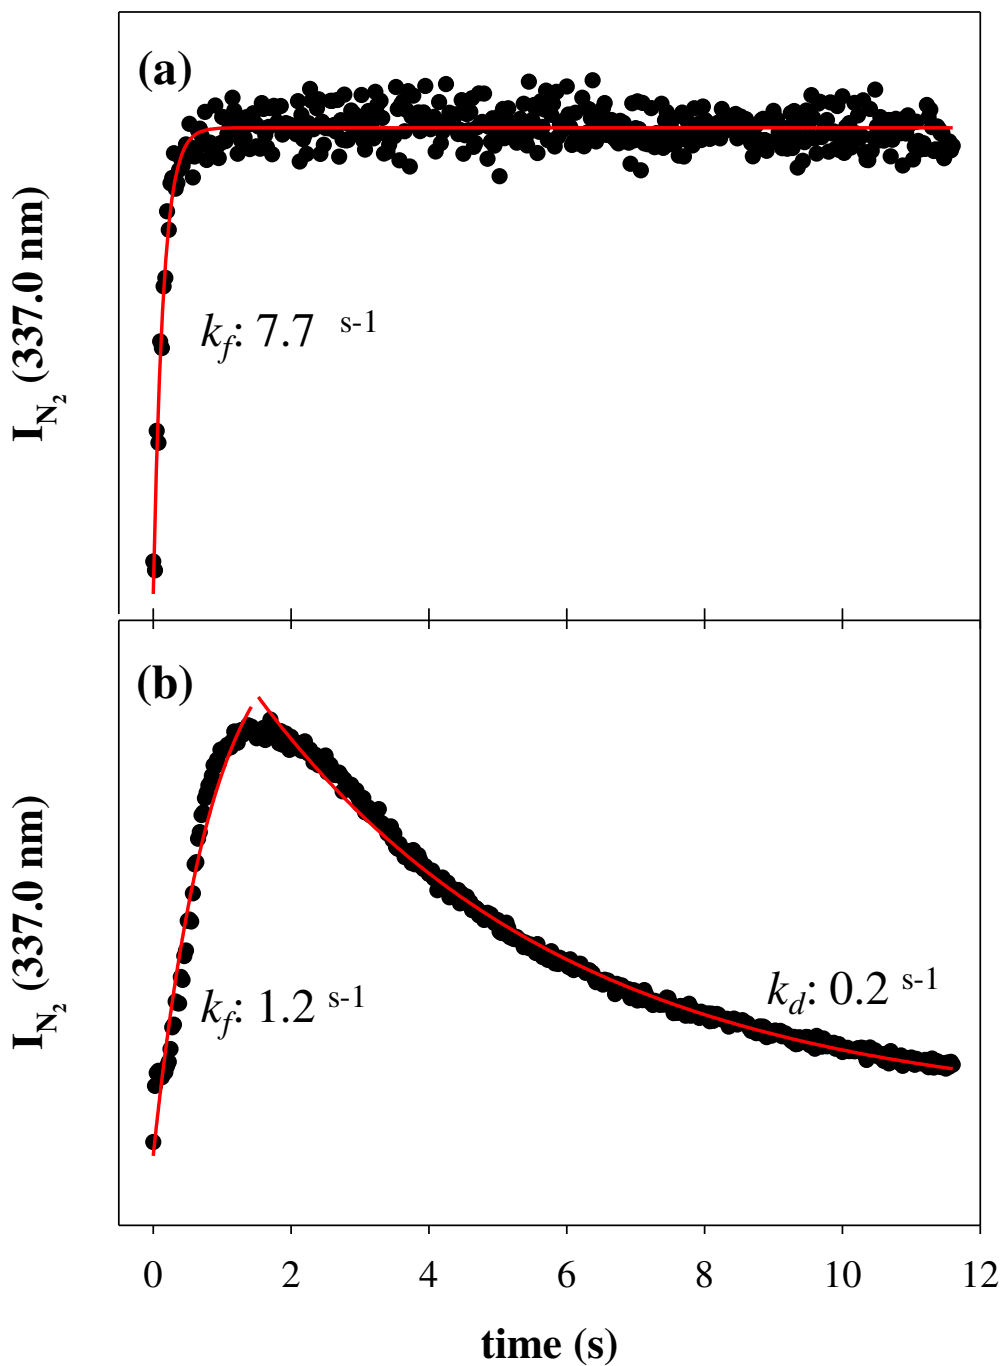 (a)
I_N₂ (337.0 nm)
k_f: 7.7 s-1
(b)
I_N₂ (337.0 nm)
k_f: 1.2 s-1
k_d: 0.2 s-1
0 2 4 6 8 10 12
time (s)